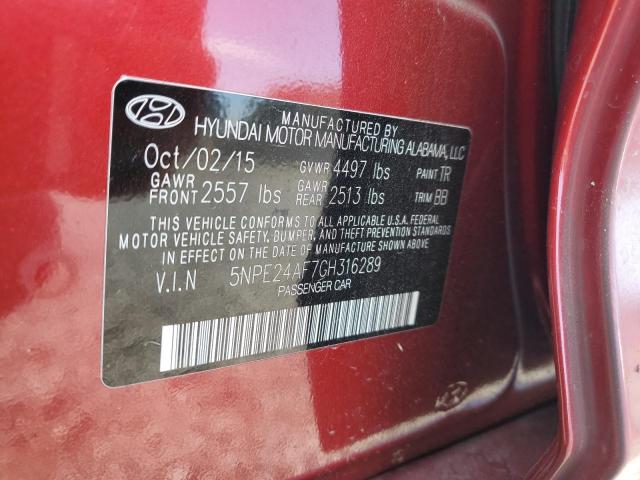 MANUFACTURED BY
HYUNDAI MOTOR MANUFACTURING ALABAMA, LLC
Oct/02/15 GVWR 4497 lbs PAINT TR
GAWR FRONT 2557 lbs GAWR REAR 2513 lbs TRIM BB
THIS VEHICLE CONFORMS TO ALL APPLICABLE U.S.A. FEDERAL
MOTOR VEHICLE SAFETY, BUMPER, AND THEFT PREVENTION STANDARDS
IN EFFECT ON THE DATE OF MANUFACTURE SHOWN ABOVE.
V.I.N 5NPE24AF7GH316289
PASSENGER CAR